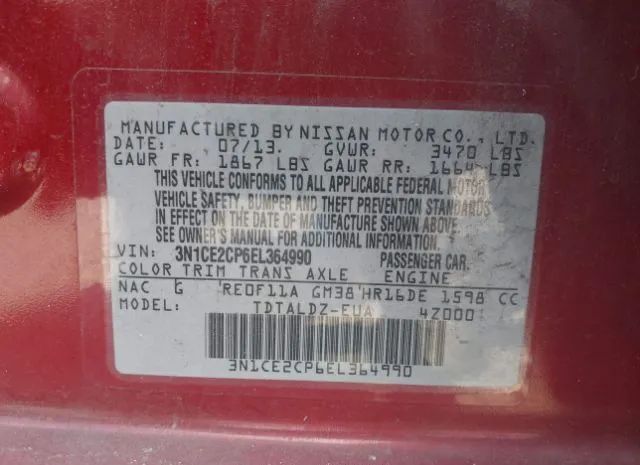 MANUFACTURED BY NISSAN MOTOR CO., LTD.
DATE: 07/13. GVWR: 3470 LBS
GAWR FR: 1867 LBS GAWR RR: 1664 LBS
THIS VEHICLE CONFORMS TO ALL APPLICABLE FEDERAL MOTOR
VEHICLE SAFETY, BUMPER AND THEFT PREVENTION STANDARDS
IN EFFECT ON THE DATE OF MANUFACTURE SHOWN ABOVE.
SEE OWNER'S MANUAL FOR ADDITIONAL INFORMATION
VIN: 3N1CE2CP6EL364990 PASSENGER CAR.
COLOR TRIM TRANS AXLE ENGINE
NAC G 'RE0F11A GM38'HR16DE 1598 CC
MODEL: TDTALDZ-EUA 4Z000
3N1CE2CP6EL364990